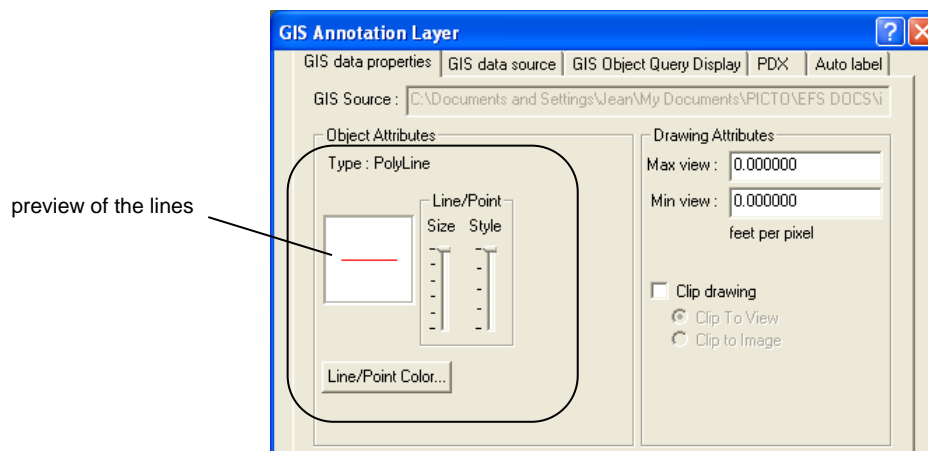 GIS Annotation Layer
GIS data properties GIS data source GIS Object Query Display PDX Auto label
GIS Source : C:\Documents and Settings\Jean\My Documents\PICTO\EFS DOCS\i
Object Attributes
Type : PolyLine
Line/Point
Size Style
Line/Point Color...
preview of the lines
Drawing Attributes
Max view : 0.000000
Min view : 0.000000
feet per pixel
Clip drawing
Clip To View
Clip to Image